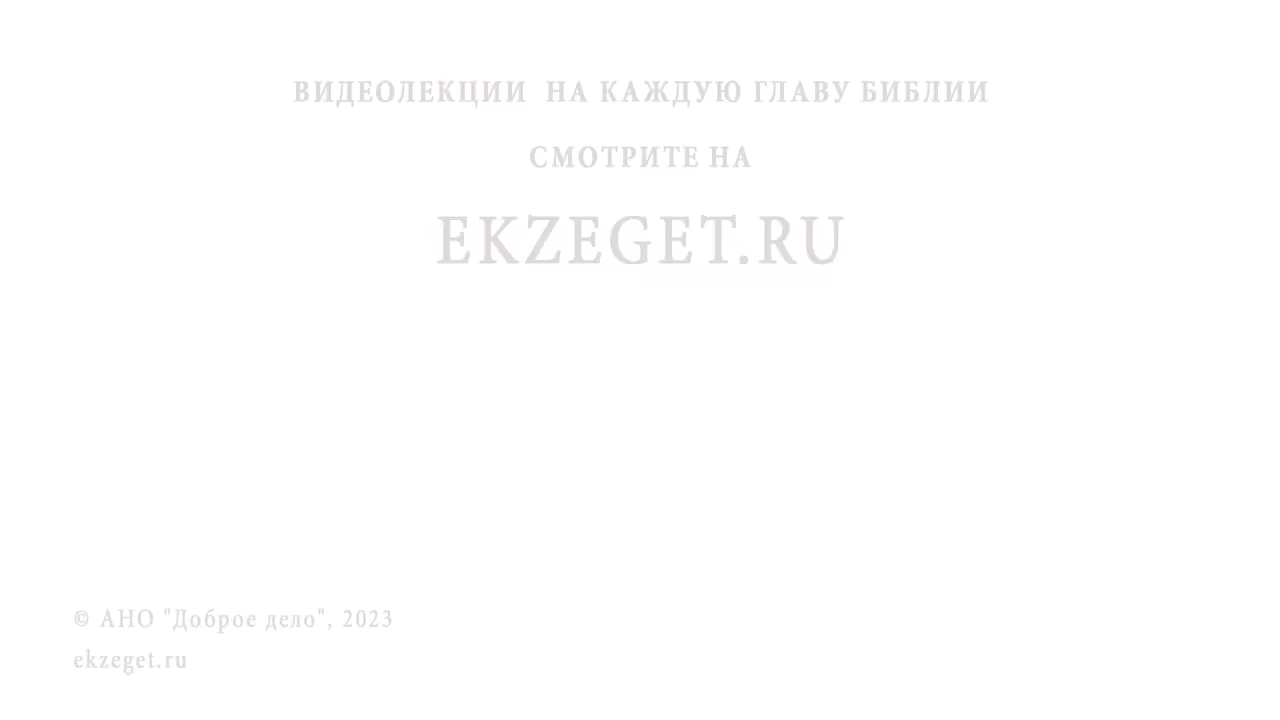 ВИДЕОЛЕКЦИИ НА КАЖДУЮ ГЛАВУ БИБЛИИ
СМОТРИТЕ НА
EKZEGET.RU
© АНО "Доброе дело", 2023
ekzeget.ru